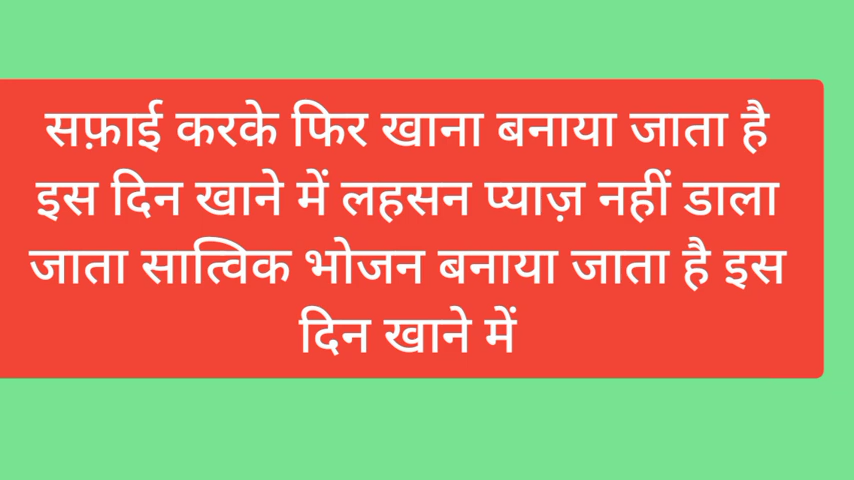 सफ़ाई करके फिर खाना बनाया जाता है
इस दिन खाने में लहसन प्याज़ नहीं डाला
जाता सात्विक भोजन बनाया जाता है इस
दिन खाने में